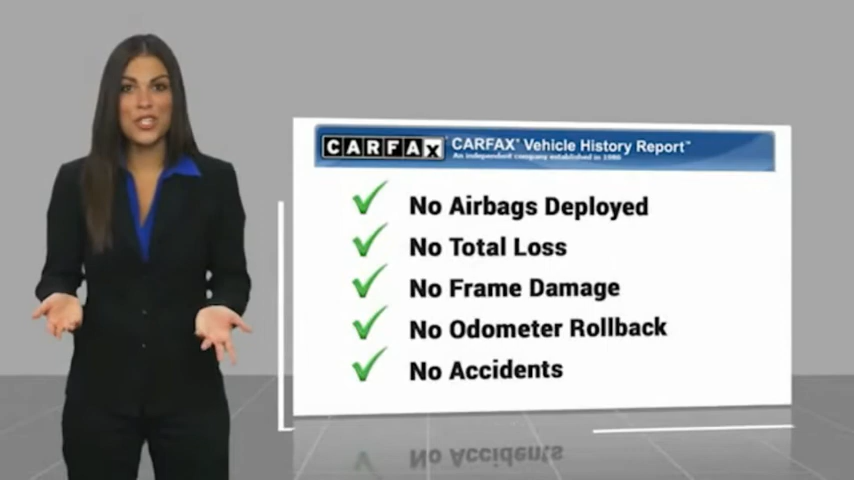 CARFAX CARFAX® Vehicle History Report™
An independent company established in 1986
No Airbags Deployed
No Total Loss
No Frame Damage
No Odometer Rollback
No Accidents
No Accidents